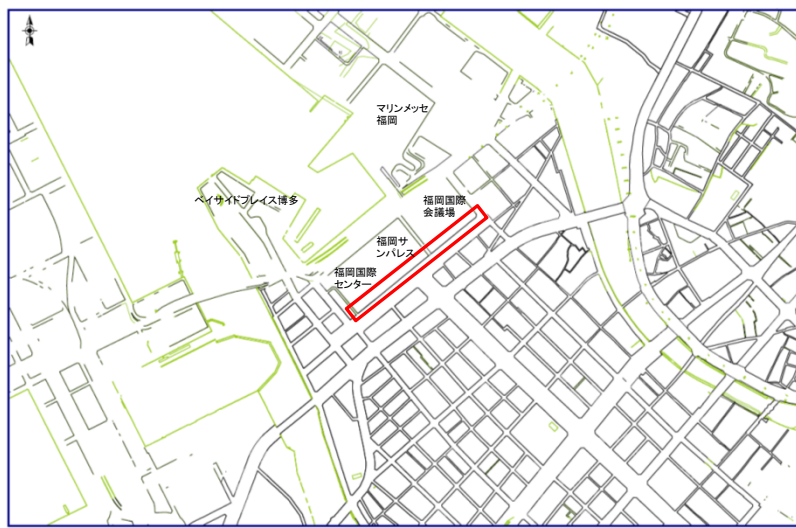 マリンメッセ
福岡
ベイサイドプレイス博多
福岡国際
会議場
福岡サ
ンパレス
福岡国際
センター